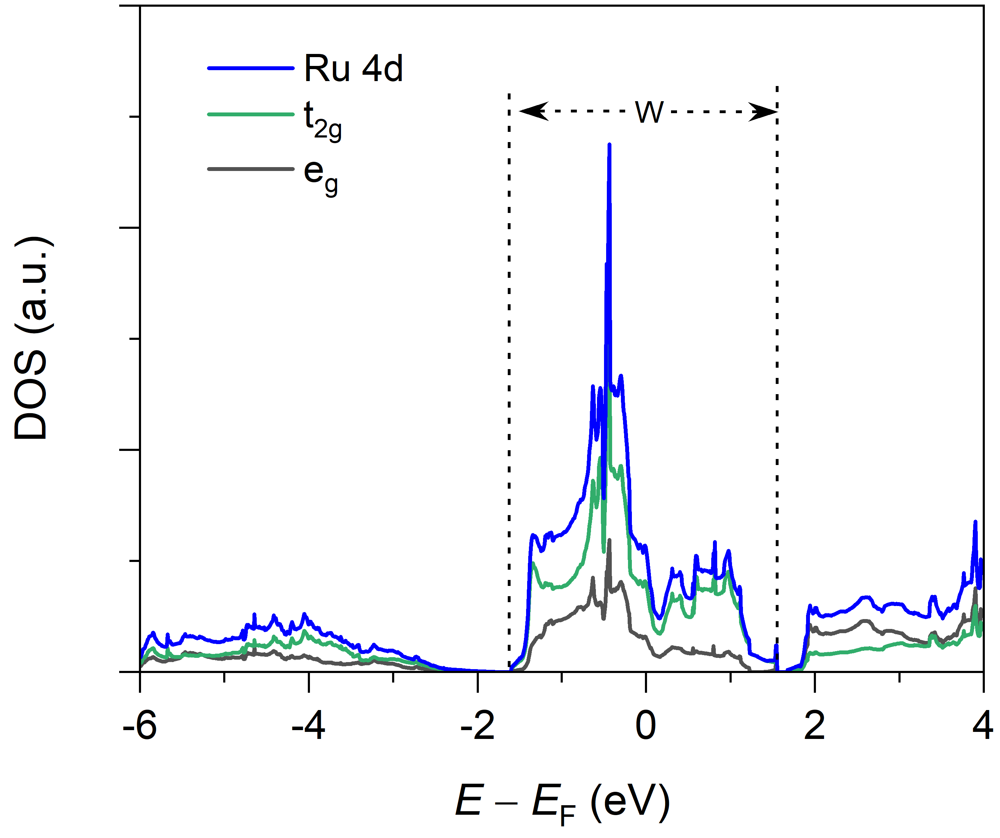 Ru 4d
t2g
eg
W
DOS (a.u.)
-6 -4 -2 0 2 4
E – EF (eV)